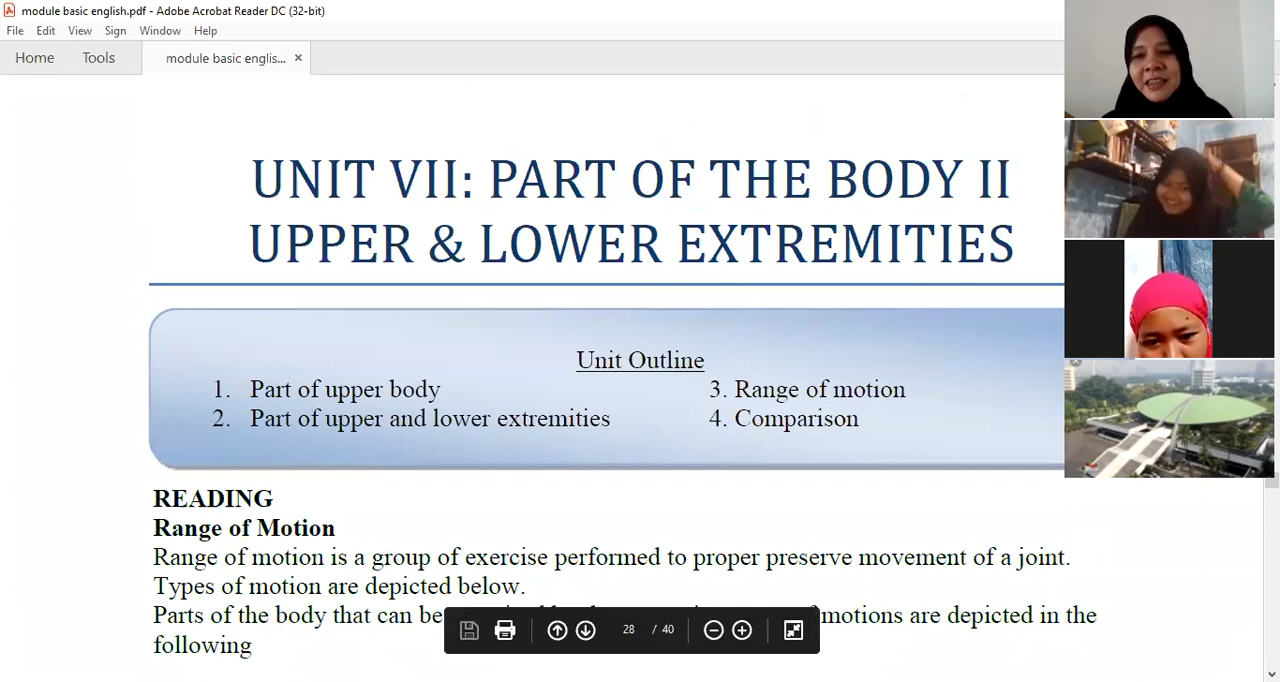 module basic english.pdf - Adobe Acrobat Reader DC (32-bit)
File Edit View Sign Window Help
Home Tools module basic englis... ×
UNIT VII: PART OF THE BODY II
UPPER & LOWER EXTREMITIES
Unit Outline
1. Part of upper body 3. Range of motion
2. Part of upper and lower extremities 4. Comparison
READING
Range of Motion
Range of motion is a group of exercise performed to proper preserve movement of a joint.
Types of motion are depicted below.
Parts of the body that can be motions are depicted in the
following
28 / 40